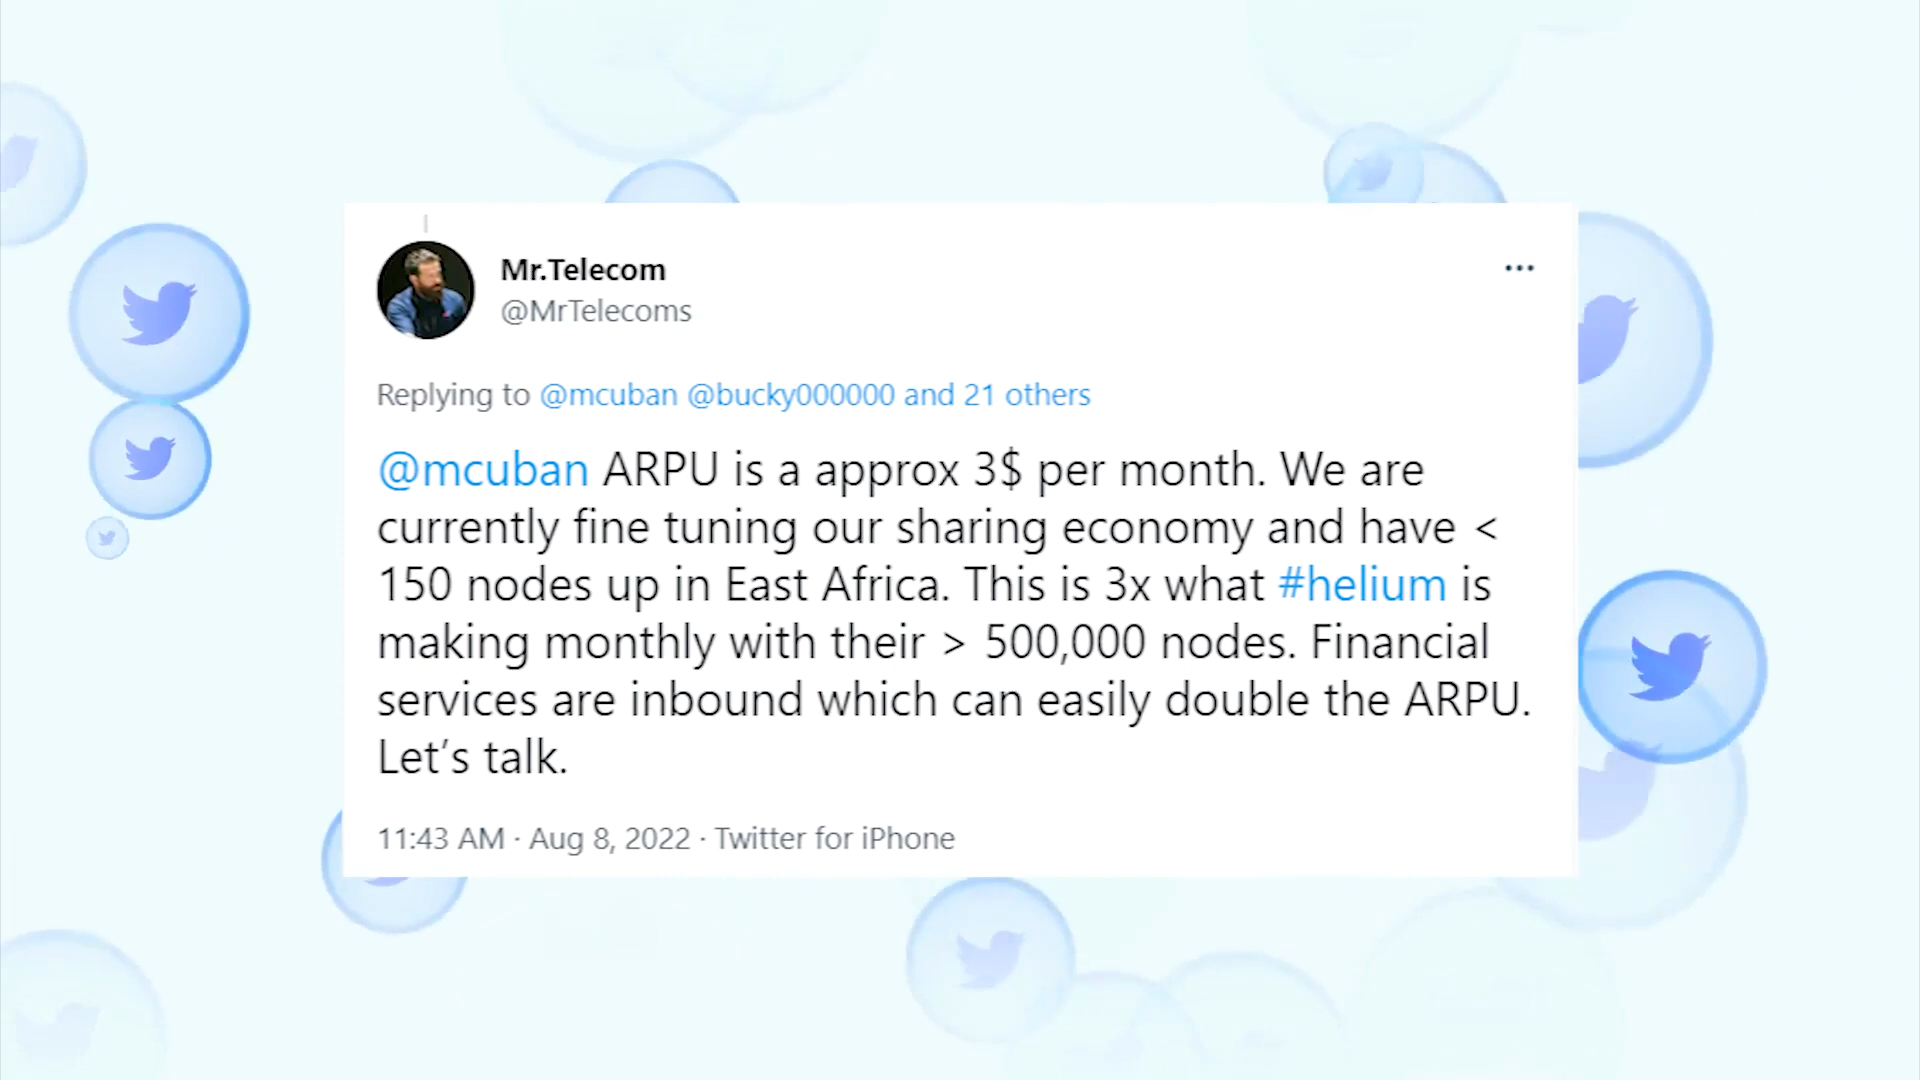 Mr.Telecom
@MrTelecoms
Replying to @mcuban @bucky000000 and 21 others
@mcuban ARPU is a approx 3$ per month. We are
currently fine tuning our sharing economy and have <
150 nodes up in East Africa. This is 3x what #helium is
making monthly with their > 500,000 nodes. Financial
services are inbound which can easily double the ARPU.
Let’s talk.
11:43 AM · Aug 8, 2022 · Twitter for iPhone